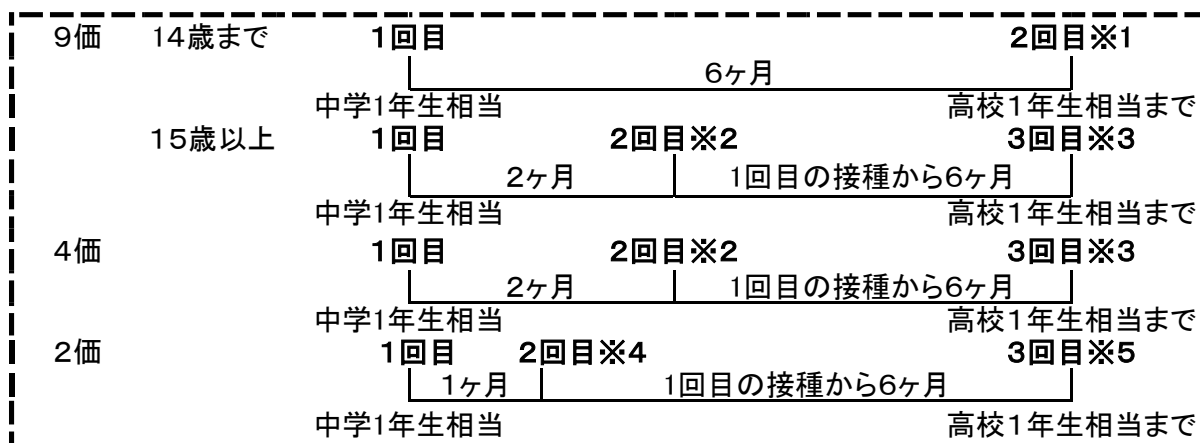 9価 14歳まで 1回目 2回目※1
6ヶ月
中学1年生相当 高校1年生相当まで
15歳以上 1回目 2回目※2 3回目※3
2ヶ月 1回目の接種から6ヶ月
中学1年生相当 高校1年生相当まで
4価 1回目 2回目※2 3回目※3
2ヶ月 1回目の接種から6ヶ月
中学1年生相当 高校1年生相当まで
2価 1回目 2回目※4 3回目※5
1ヶ月 1回目の接種から6ヶ月
中学1年生相当 高校1年生相当まで